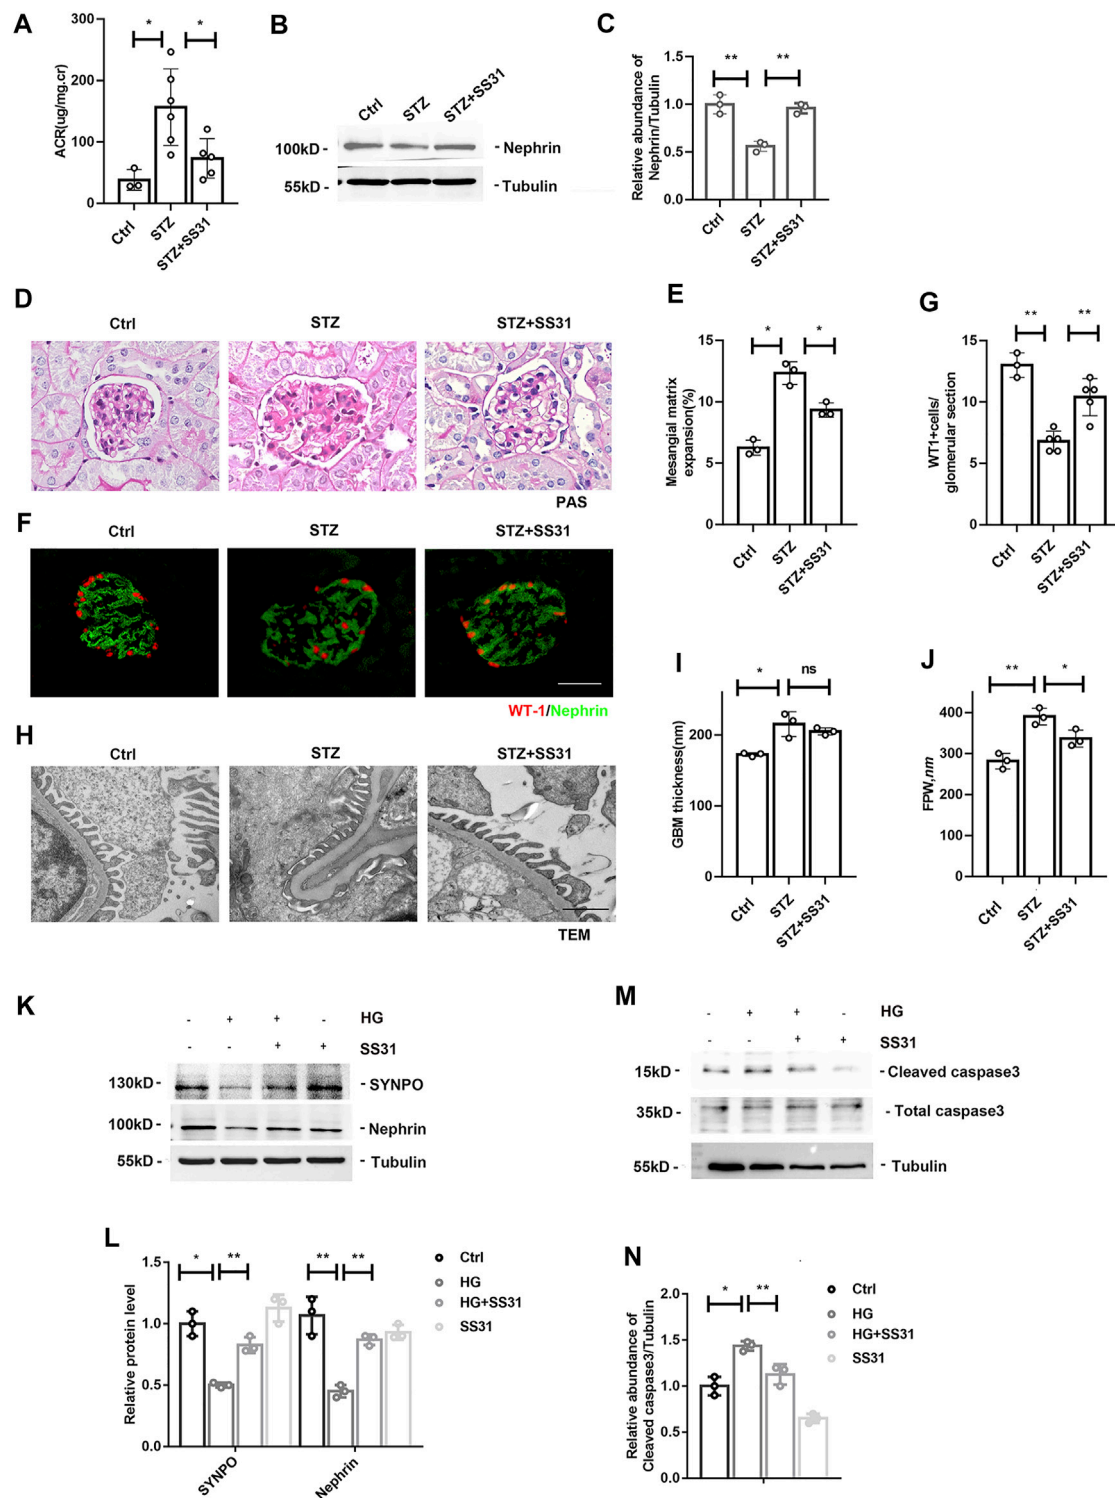 A
ACR(ug/mg.cr)
300
200
100
0
*
*
Ctrl
STZ
STZ+SS31
B
Ctrl
STZ
STZ+SS31
100kD -
- Nephrin
55kD -
- Tubulin
C
Relative abundance of
Nephrin/Tubulin
1.5
1.0
0.5
0.0
**
**
Ctrl
STZ
STZ+SS31
D
Ctrl
STZ
STZ+SS31
PAS
E
Mesangial matrix
expansion(%)
15
10
5
0
*
*
Ctrl
STZ
STZ+SS31
G
WT1+cells/
glomerular section
15
10
5
0
**
**
Ctrl
STZ
STZ+SS31
F
Ctrl
STZ
STZ+SS31
WT-1/Nephrin
H
Ctrl
STZ
STZ+SS31
TEM
I
GBM thickness(nm)
200
100
0
*
ns
Ctrl
STZ
STZ+SS31
J
FPW,nm
400
300
200
100
0
**
*
Ctrl
STZ
STZ+SS31
K
- + + - HG
- - + + SS31
130kD -
- SYNPO
100kD -
- Nephrin
55kD -
- Tubulin
M
- + + - HG
- - + + SS31
15kD -
- Cleaved caspase3
35kD -
- Total caspase3
55kD -
- Tubulin
L
Relative protein level
1.5
1.0
0.5
0.0
*
**
**
**
SYNPO
Nephrin
Ctrl
HG
HG+SS31
SS31
N
Relative abundance of
Cleaved caspase3/Tubulin
2.0
1.5
1.0
0.5
0.0
*
**
Ctrl
HG
HG+SS31
SS31